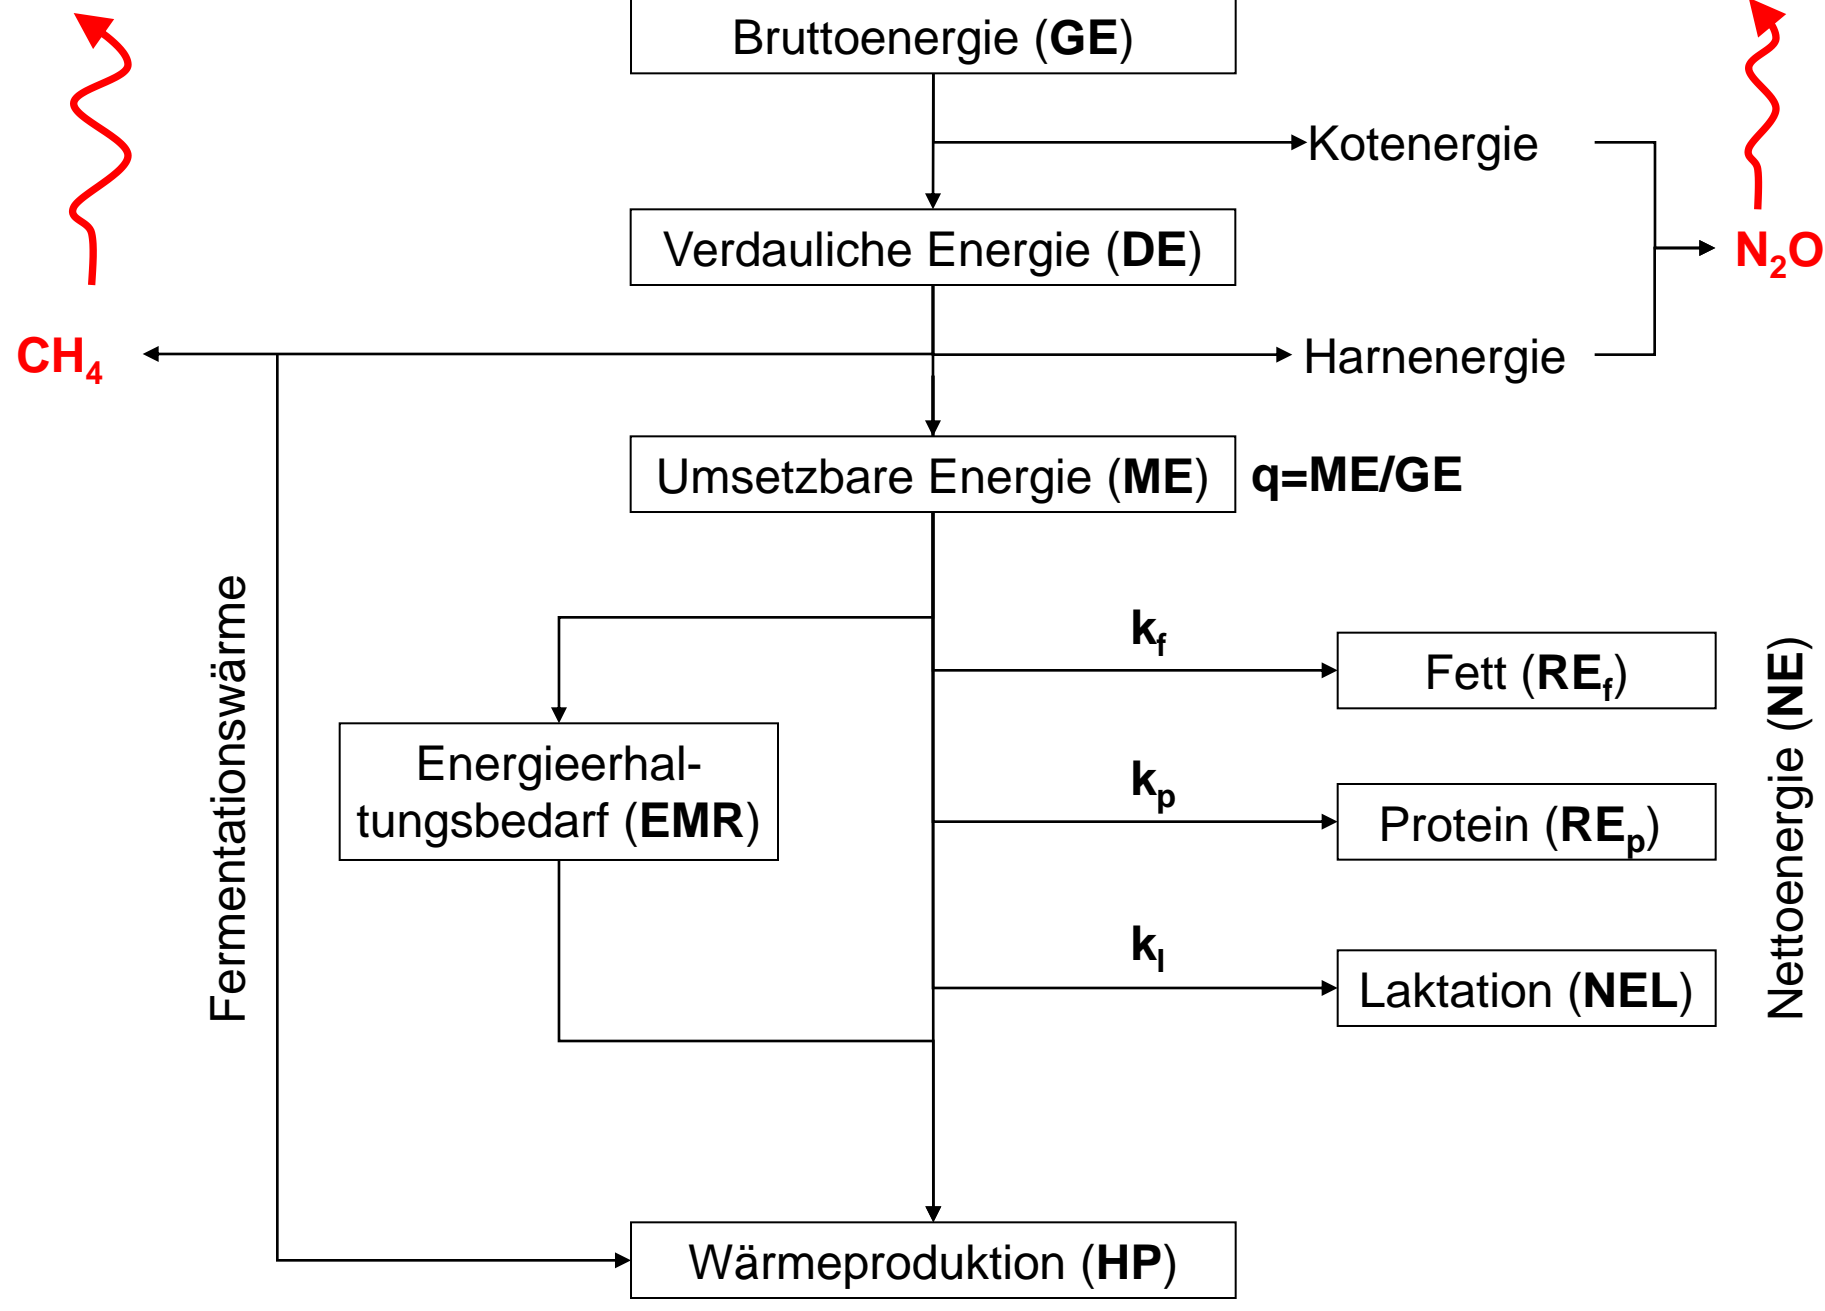 Bruttoenergie (GE)
Kotenergie
Verdauliche Energie (DE)
N₂O
CH₄
Harnenergie
Umsetzbare Energie (ME)
q=ME/GE
Fermentationswärme
kf
Fett (REf)
Energieerhal-
tungsbedarf (EMR)
kp
Protein (REp)
kl
Laktation (NEL)
Nettoenergie (NE)
Wärmeproduktion (HP)